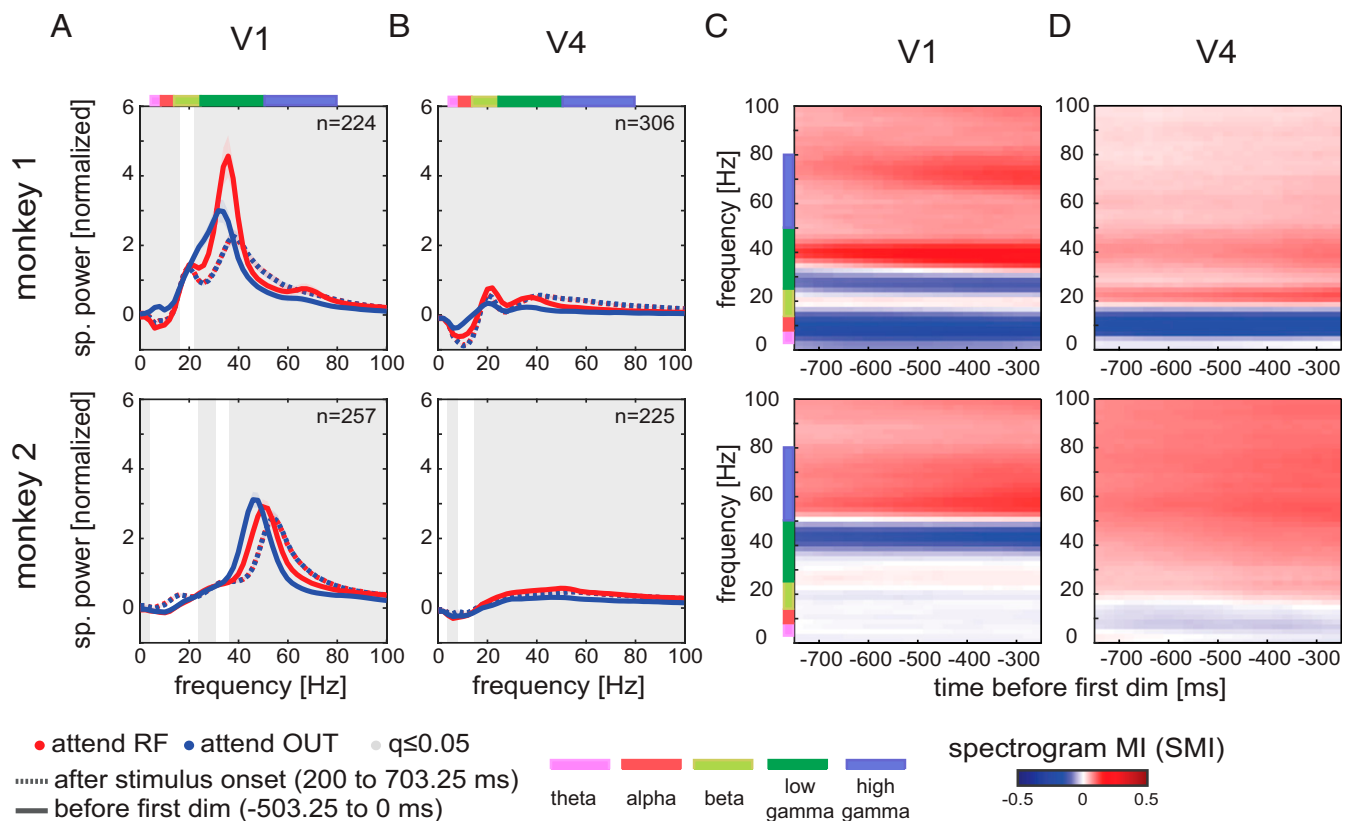 A V1 B V4 C V1 D V4
monkey 1
sp. power [normalized]
6
4
2
0
n=224
0 20 40 60 80 100
6
4
2
0
n=306
0 20 40 60 80 100
frequency [Hz]
100
80
60
40
20
0
-700 -600 -500 -400 -300
100
80
60
40
20
0
-700 -600 -500 -400 -300
monkey 2
sp. power [normalized]
6
4
2
0
n=257
0 20 40 60 80 100
frequency [Hz]
6
4
2
0
n=225
0 20 40 60 80 100
frequency [Hz]
frequency [Hz]
100
80
60
40
20
0
-700 -600 -500 -400 -300
100
80
60
40
20
0
-700 -600 -500 -400 -300
time before first dim [ms]
attend RF attend OUT q≤0.05
after stimulus onset (200 to 703.25 ms)
before first dim (-503.25 to 0 ms)
theta alpha beta low gamma high gamma
spectrogram MI (SMI)
-0.5 0 0.5